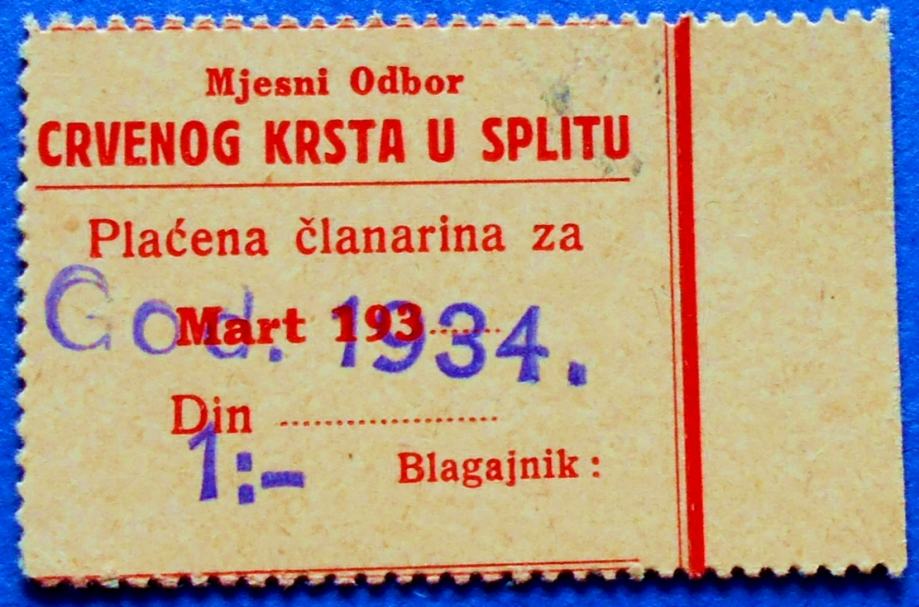 Mjesni Odbor
CRVENOG KRSTA U SPLITU
Plaćena članarina za
Mart 193........
God. 1934.
Din ................................
1:-
Blagajnik :